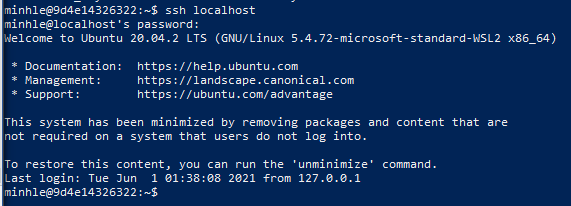 minhle@9d4e14326322:~$ ssh localhost
minhle@localhost's password:
Welcome to Ubuntu 20.04.2 LTS (GNU/Linux 5.4.72-microsoft-standard-WSL2 x86_64)

 * Documentation:  https://help.ubuntu.com
 * Management:     https://landscape.canonical.com
 * Support:        https://ubuntu.com/advantage

This system has been minimized by removing packages and content that are
not required on a system that users do not log into.

To restore this content, you can run the 'unminimize' command.
Last login: Tue Jun  1 01:38:08 2021 from 127.0.0.1
minhle@9d4e14326322:~$